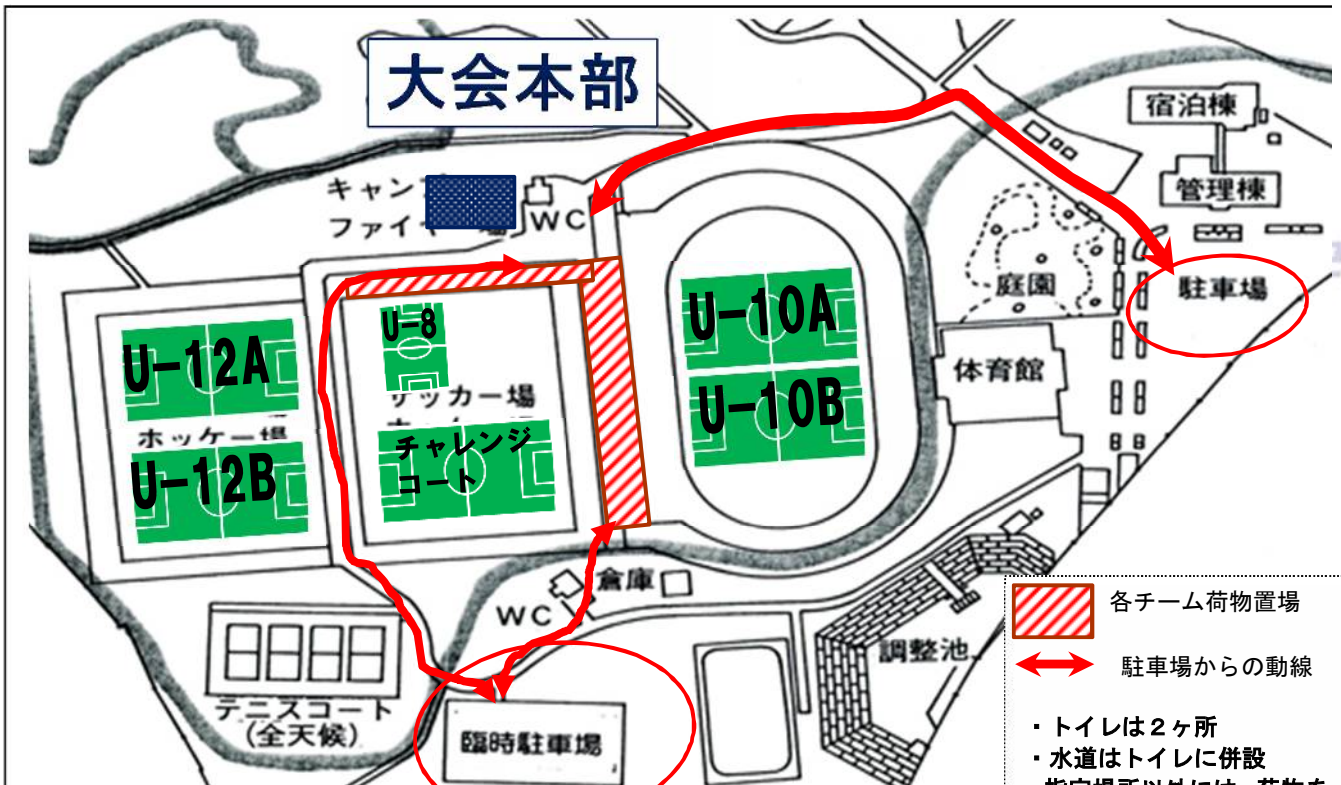 大会本部
宿泊棟
管理棟
キャン
ファイヤー場
WC
庭園
駐車場
U-8
U-10A
U-12A
サッカー場
体育館
U-10B
ホッケー場
チャレンジ
コート
U-12B
倉庫
WC
調整池
テニスコート
(全天候)
臨時駐車場
各チーム荷物置場
駐車場からの動線
・トイレは2ヶ所
・水道はトイレに併設